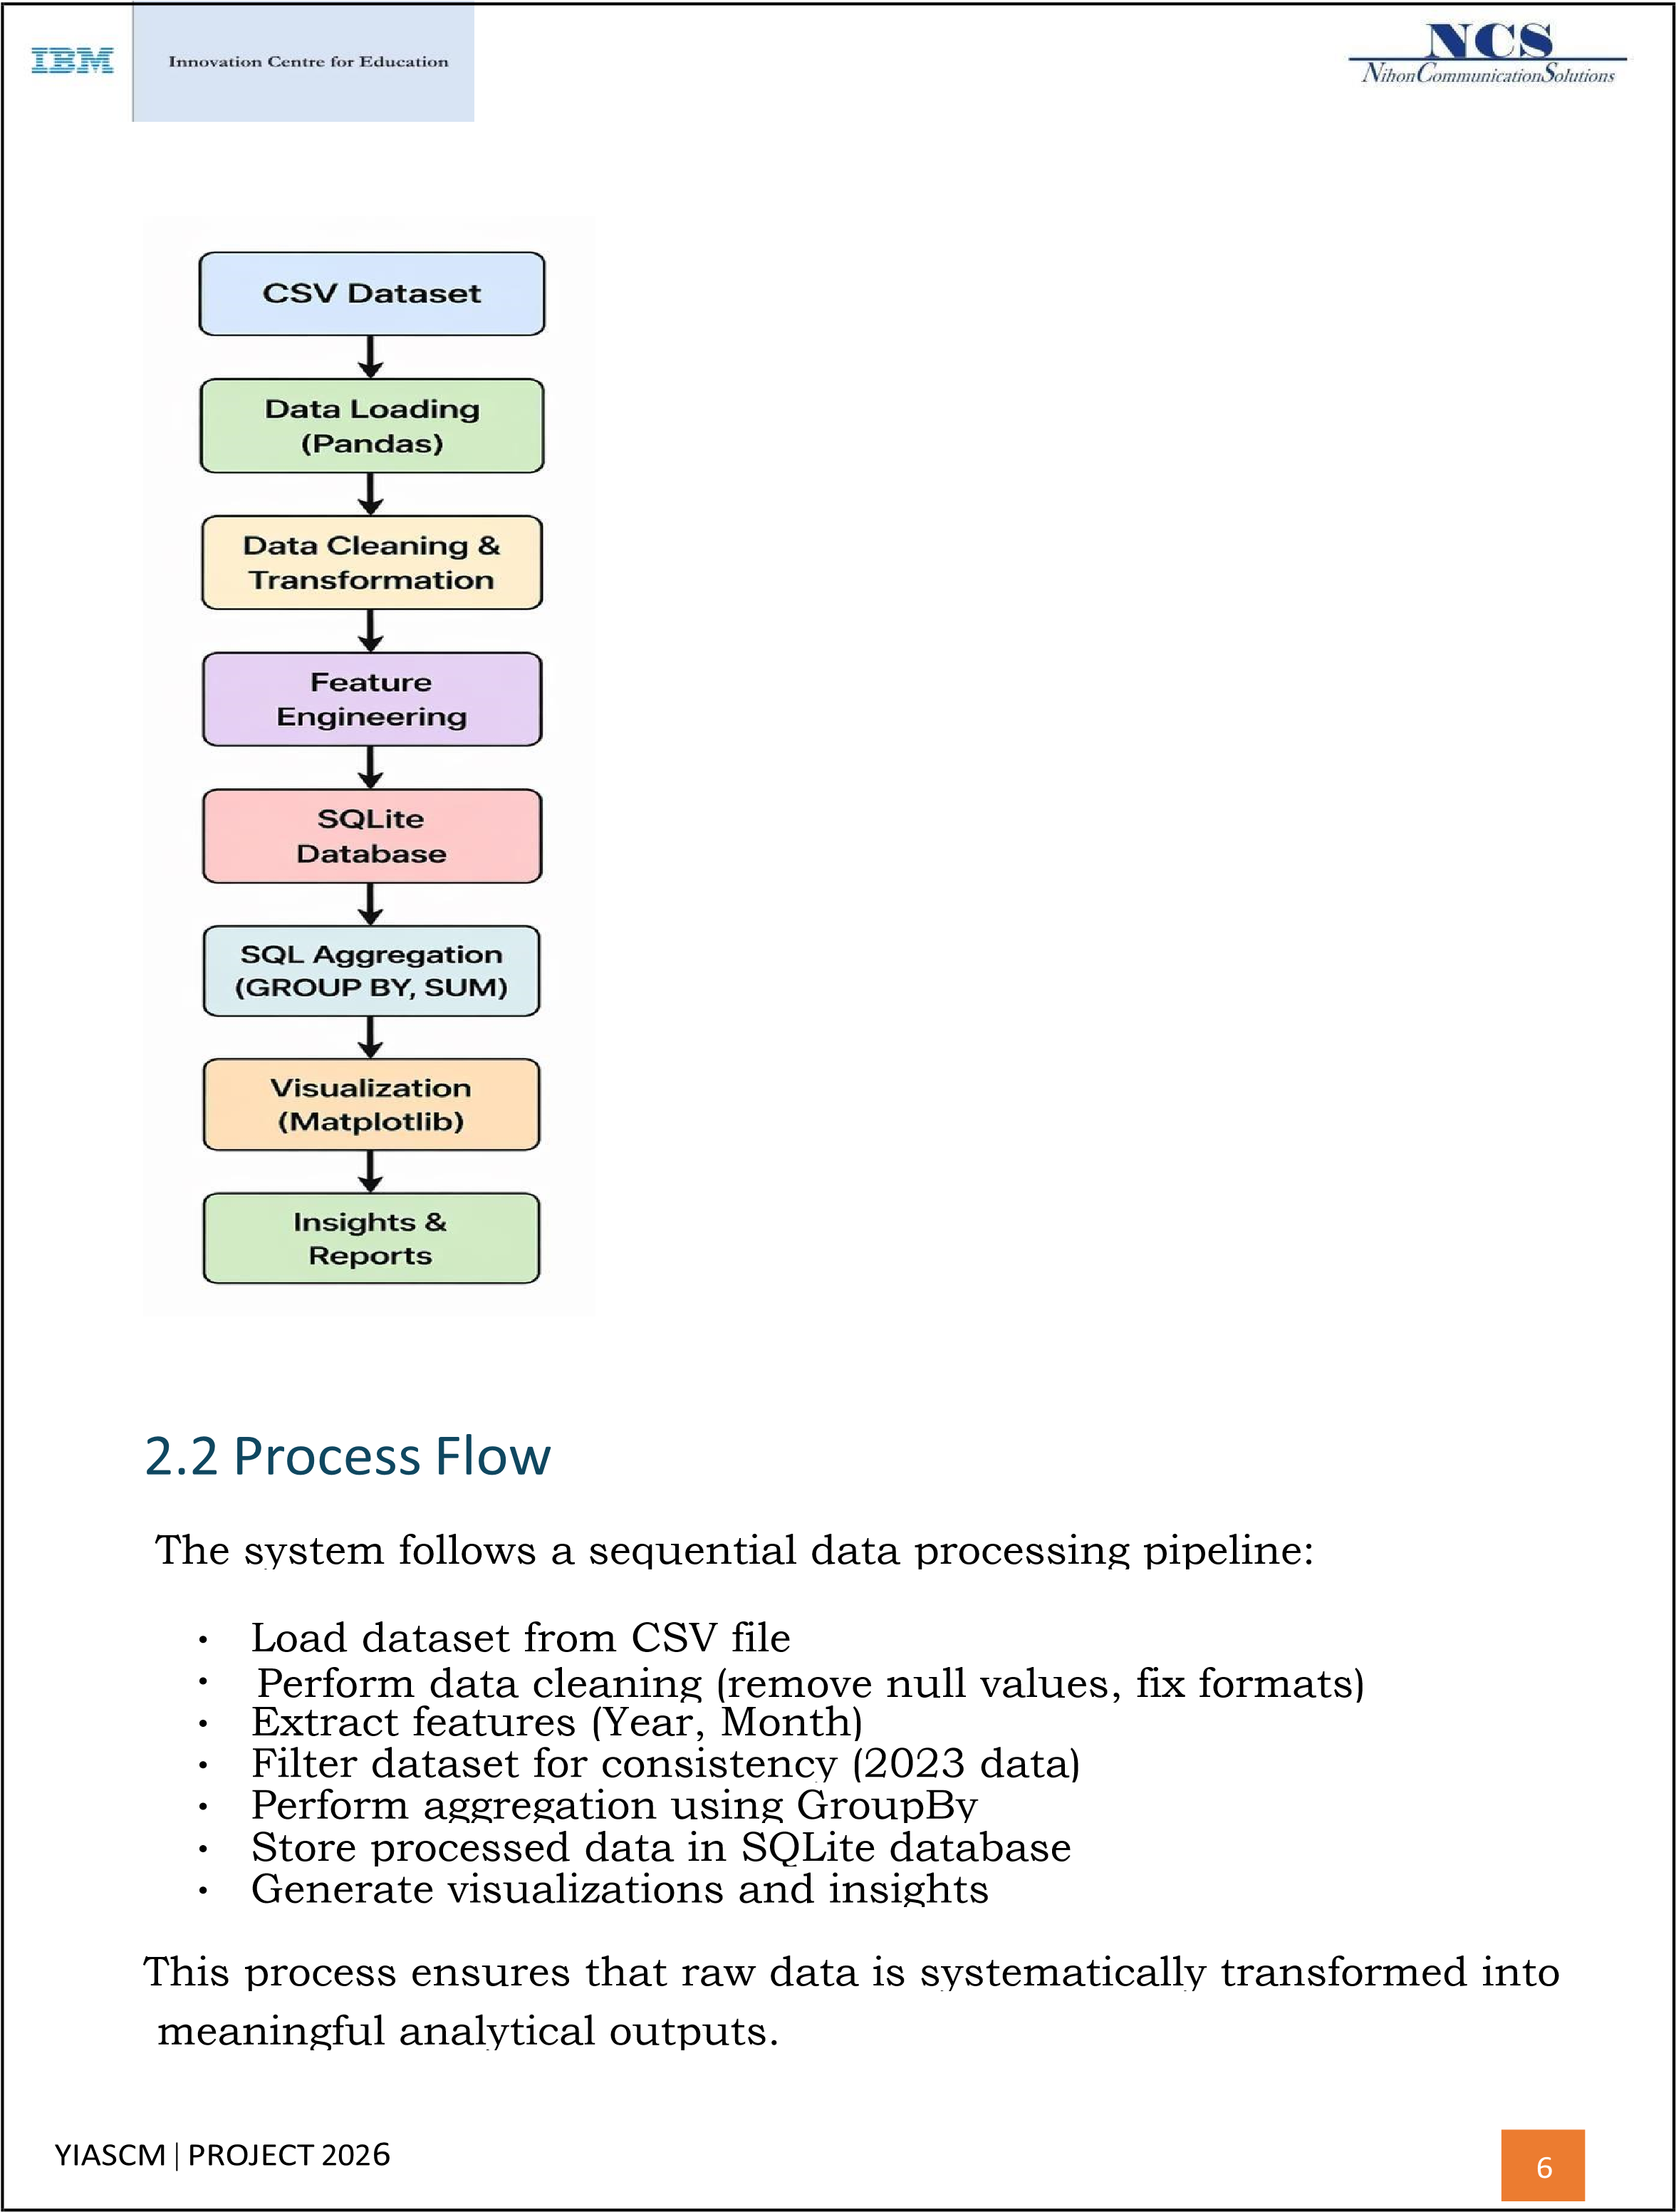 IBM
Innovation Centre for Education
NCS
NihonCommunicationSolutions
CSV Dataset
Data Loading
(Pandas)
Data Cleaning &
Transformation
Feature
Engineering
SQLite
Database
SQL Aggregation
(GROUP BY, SUM)
Visualization
(Matplotlib)
Insights &
Reports
2.2 Process Flow
The system follows a sequential data processing pipeline:
• Load dataset from CSV file
• Perform data cleaning (remove null values, fix formats)
• Extract features (Year, Month)
• Filter dataset for consistency (2023 data)
• Perform aggregation using GroupBy
• Store processed data in SQLite database
• Generate visualizations and insights
This process ensures that raw data is systematically transformed into
meaningful analytical outputs.
YIASCM | PROJECT 2026
6